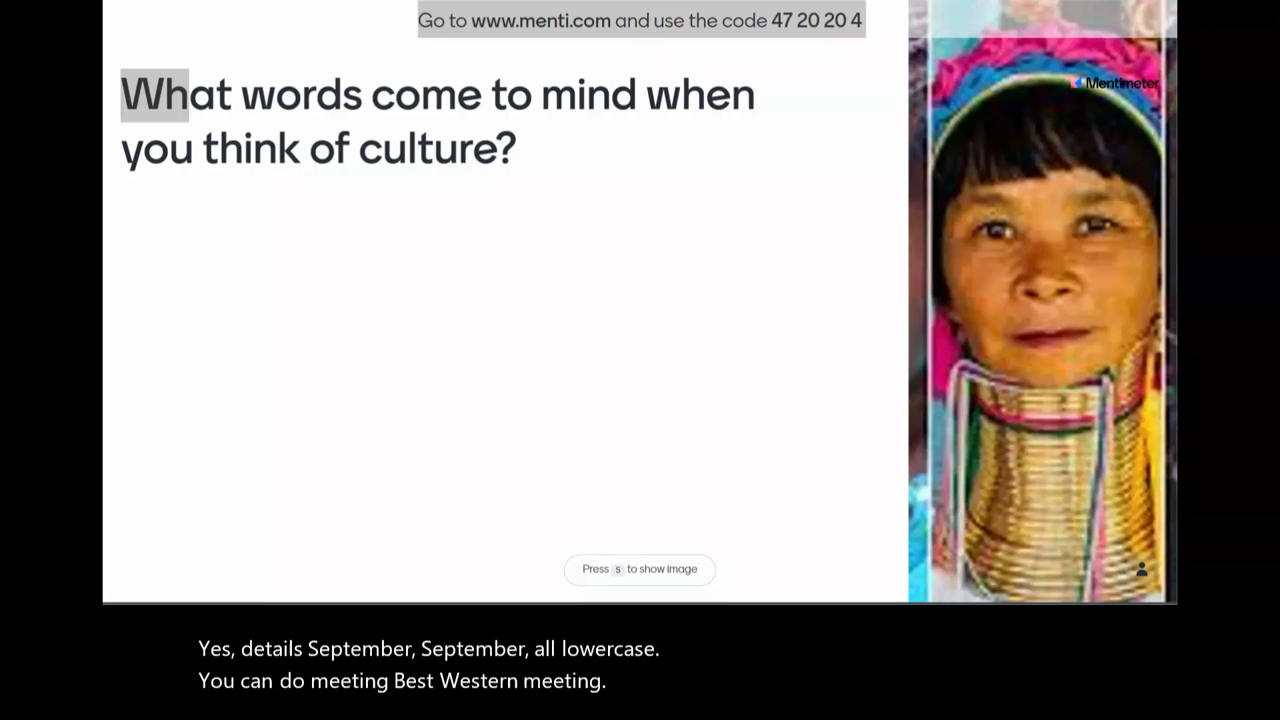 Go to www.menti.com and use the code 47 20 20 4
Mentimeter
What words come to mind when
you think of culture?
Press s to show image
Yes, details September, September, all lowercase.
You can do meeting Best Western meeting.